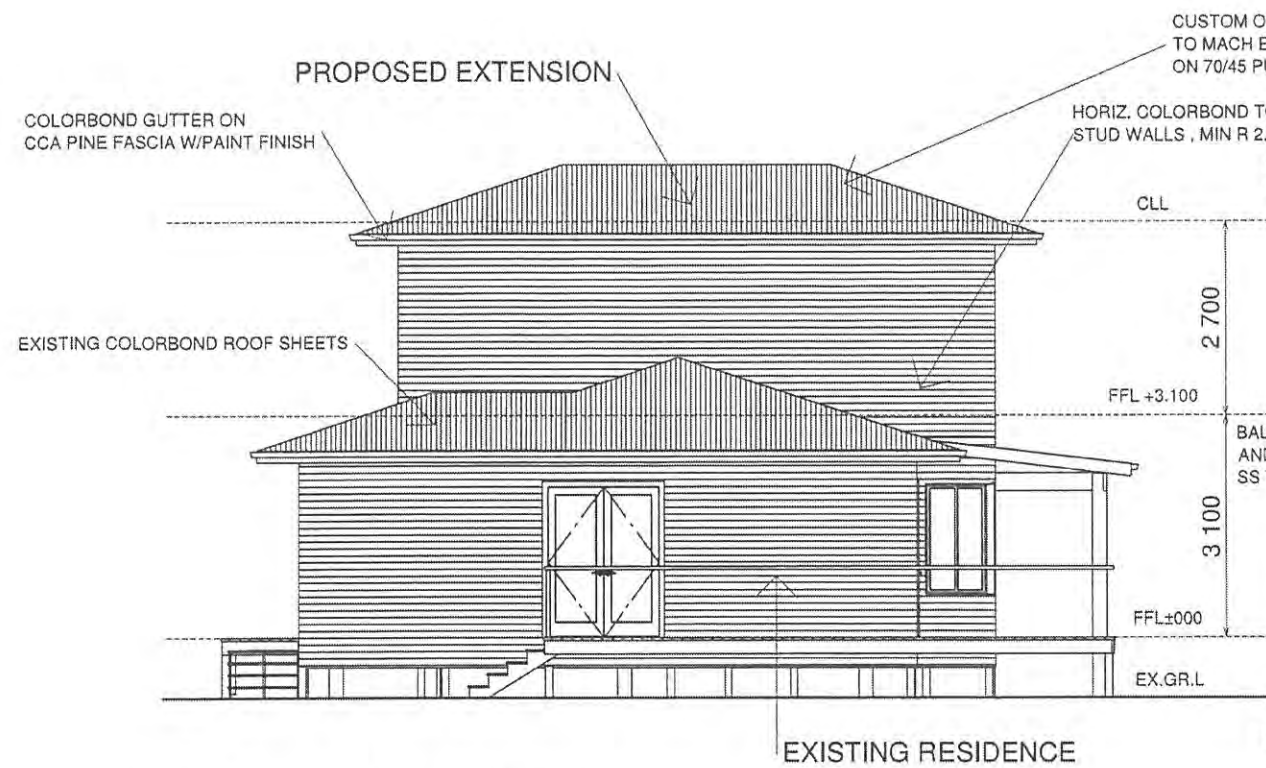 CUSTOM O
TO MACH E
ON 70/45 PU
PROPOSED EXTENSION
COLORBOND GUTTER ON
CCA PINE FASCIA W/PAINT FINISH
HORIZ. COLORBOND TO
STUD WALLS , MIN R 2.
CLL
2 700
EXISTING COLORBOND ROOF SHEETS
FFL +3.100
BAL
AND
SS
3 100
FFL±000
EX.GR.L
EXISTING RESIDENCE